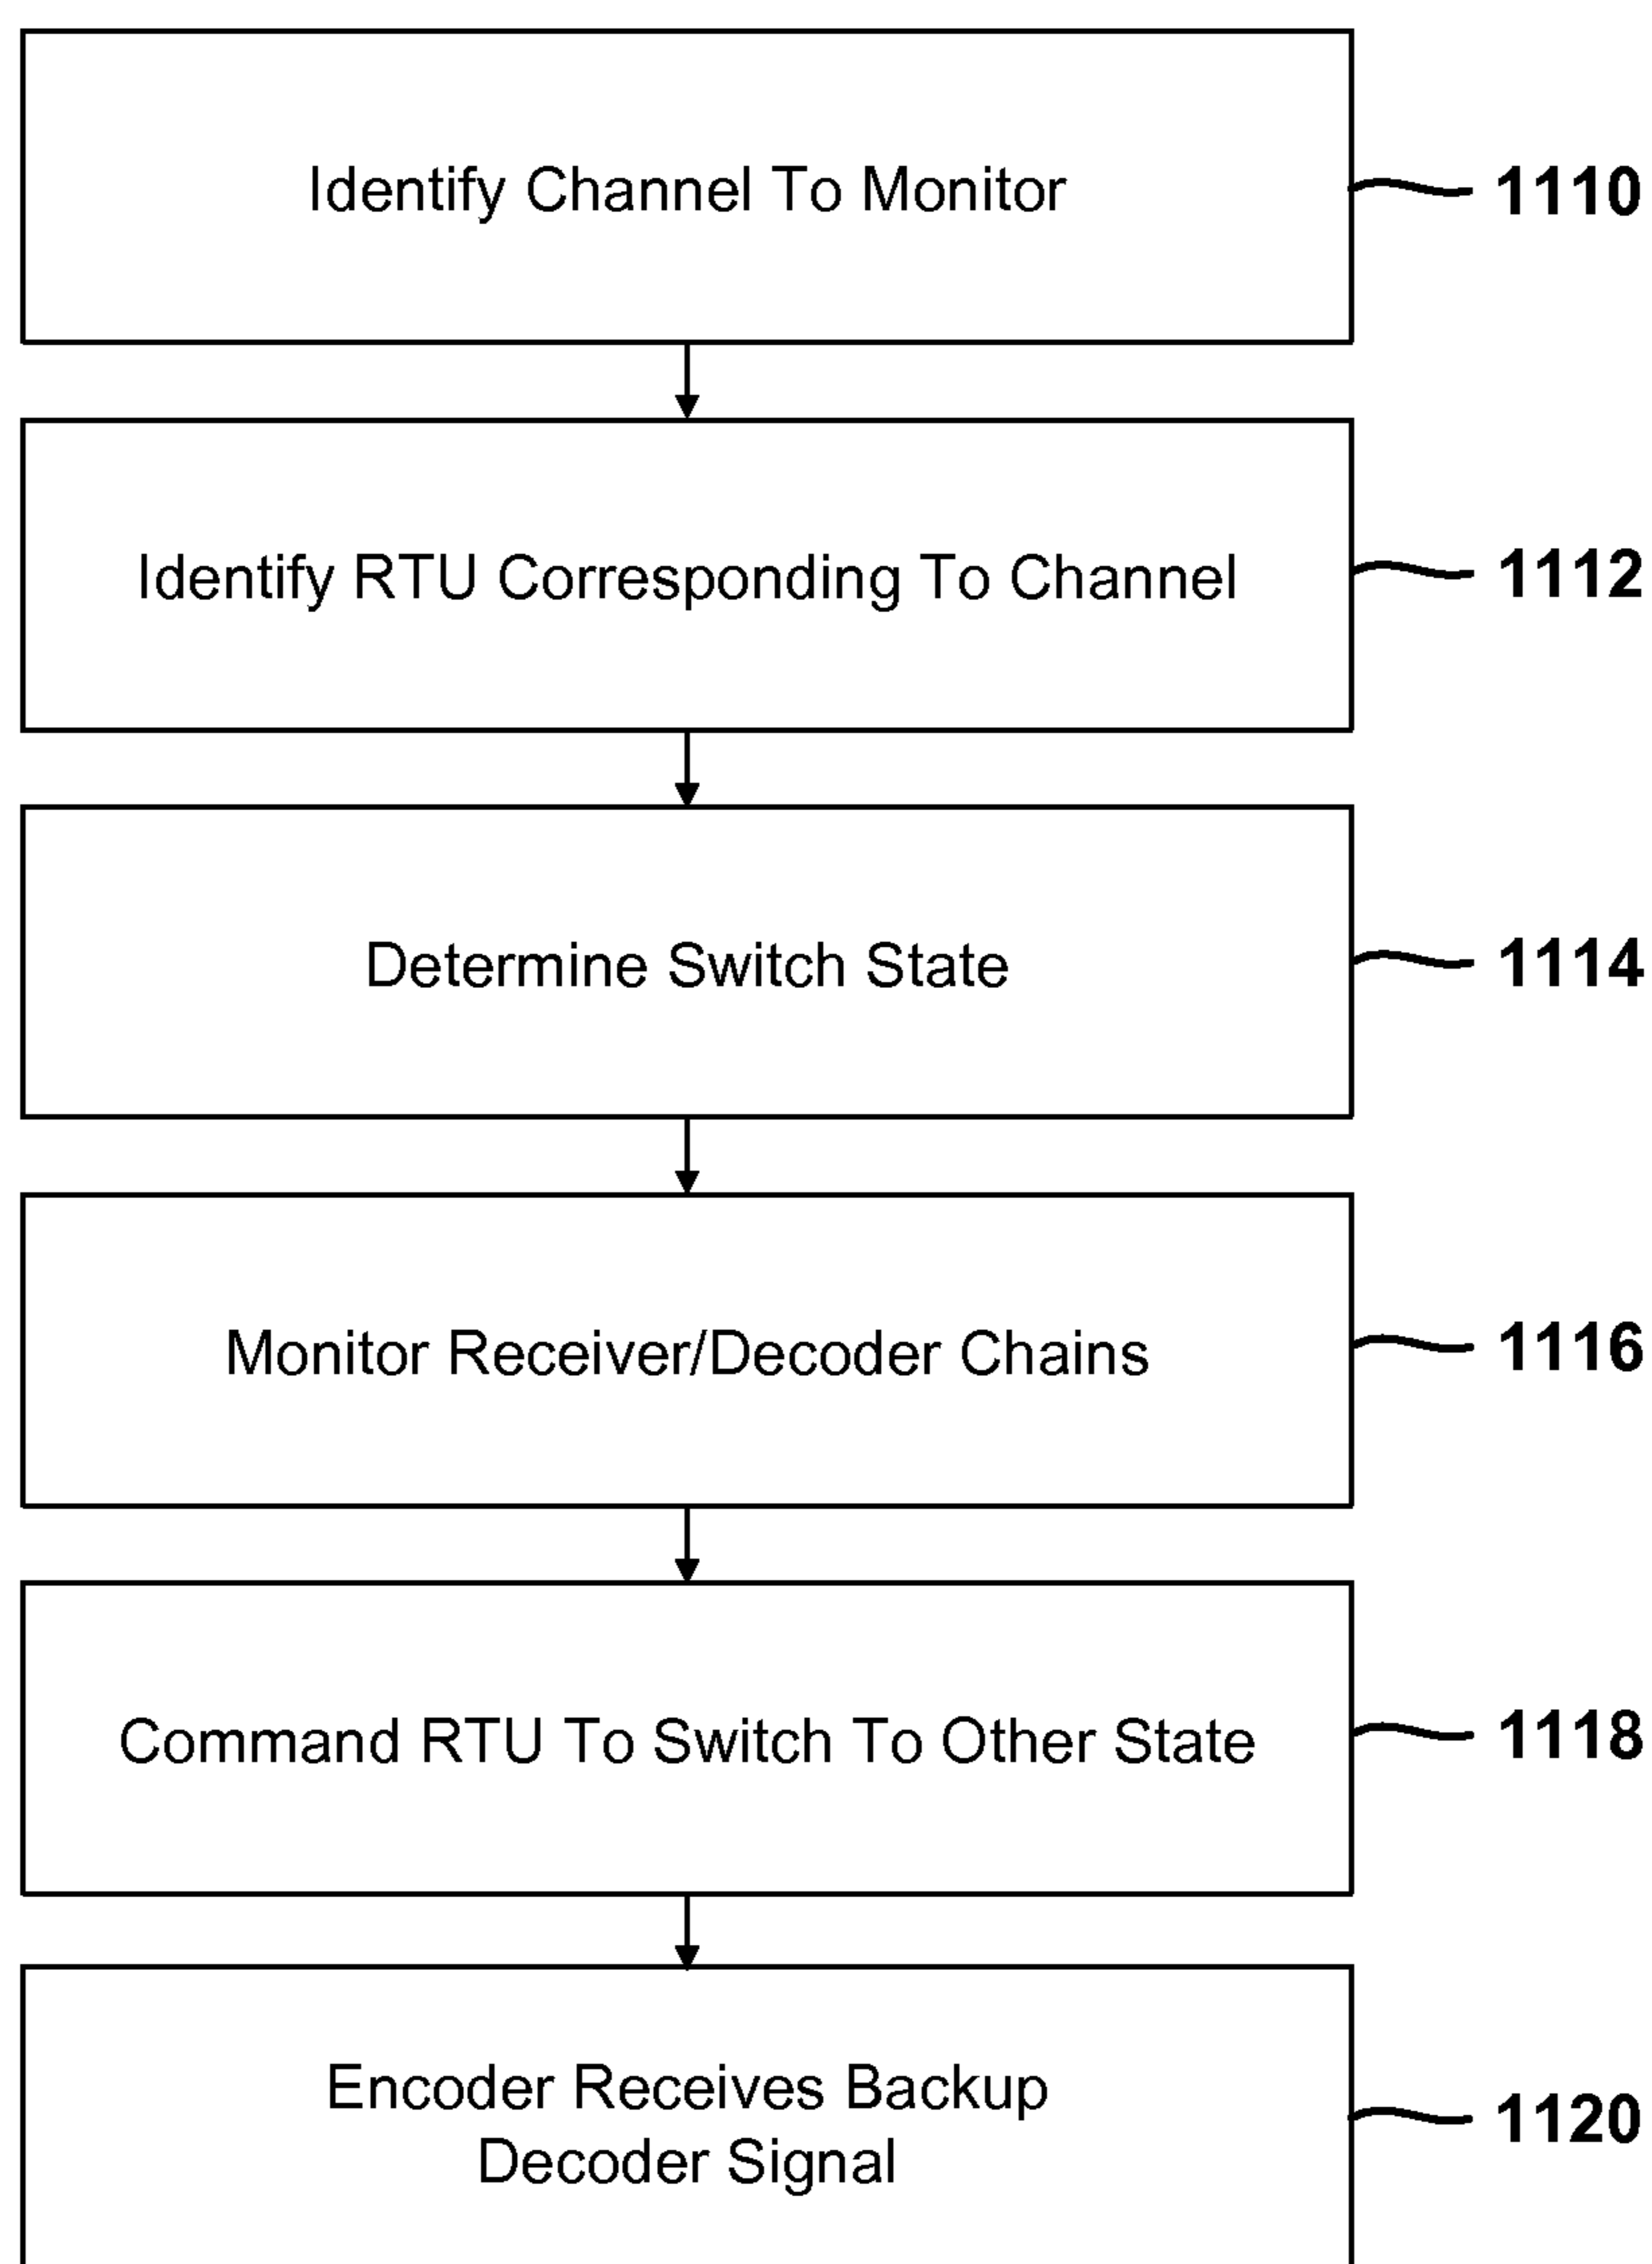 Identify Channel To Monitor
1110
Identify RTU Corresponding To Channel
1112
Determine Switch State
1114
Monitor Receiver/Decoder Chains
1116
Command RTU To Switch To Other State
1118
Encoder Receives Backup
Decoder Signal
1120